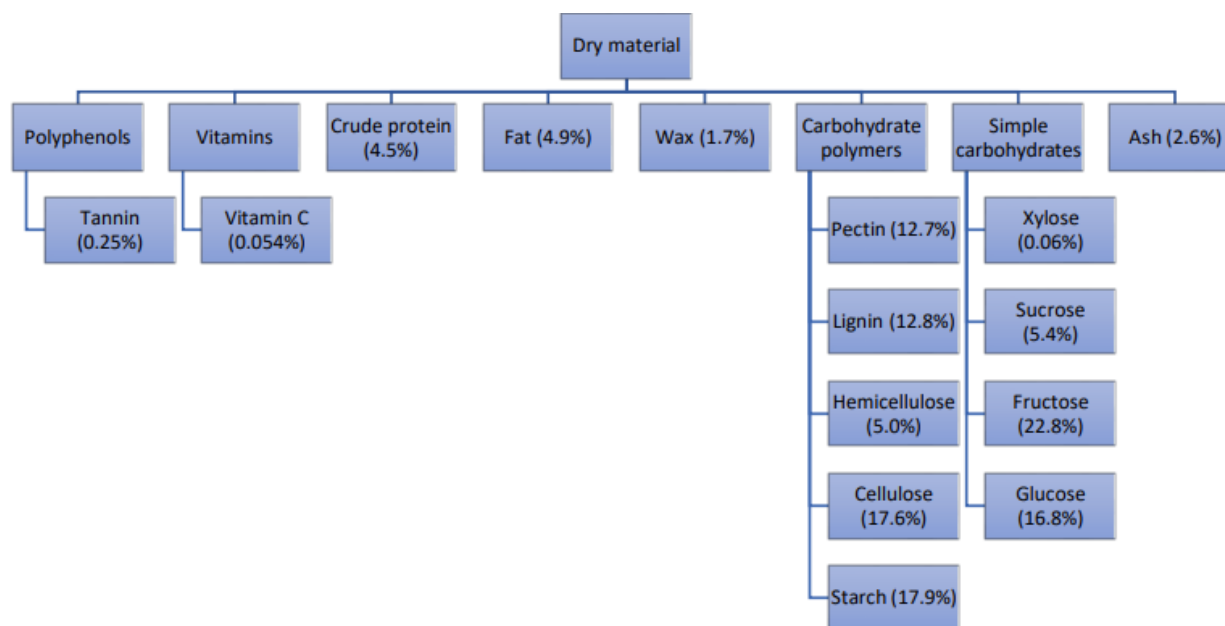 Dry material
Polyphenols
Vitamins
Crude protein
(4.5%)
Fat (4.9%)
Wax (1.7%)
Carbohydrate
polymers
Simple
carbohydrates
Ash (2.6%)
Tannin
(0.25%)
Vitamin C
(0.054%)
Pectin (12.7%)
Lignin (12.8%)
Hemicellulose
(5.0%)
Cellulose
(17.6%)
Starch (17.9%)
Xylose
(0.06%)
Sucrose
(5.4%)
Fructose
(22.8%)
Glucose
(16.8%)